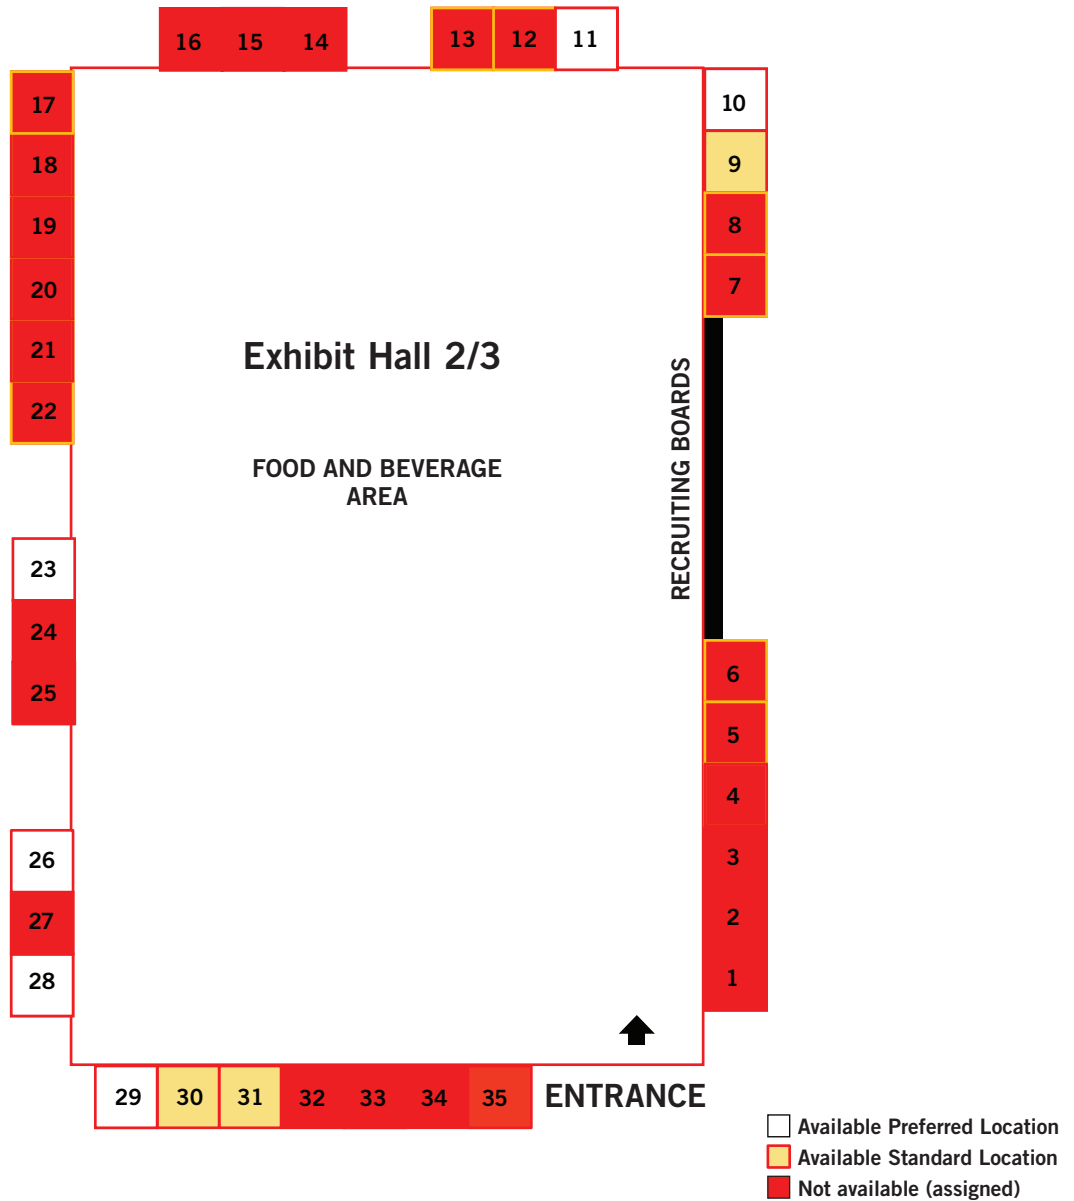 16 15 14 13 12 11
17
18
19
20
21
22
23
24
25
26
27
28
10
9
8
7
Exhibit Hall 2/3
FOOD AND BEVERAGE
AREA
RECRUITING BOARDS
6
5
4
3
2
1
29 30 31 32 33 34 35 ENTRANCE
Available Preferred Location
Available Standard Location
Not available (assigned)